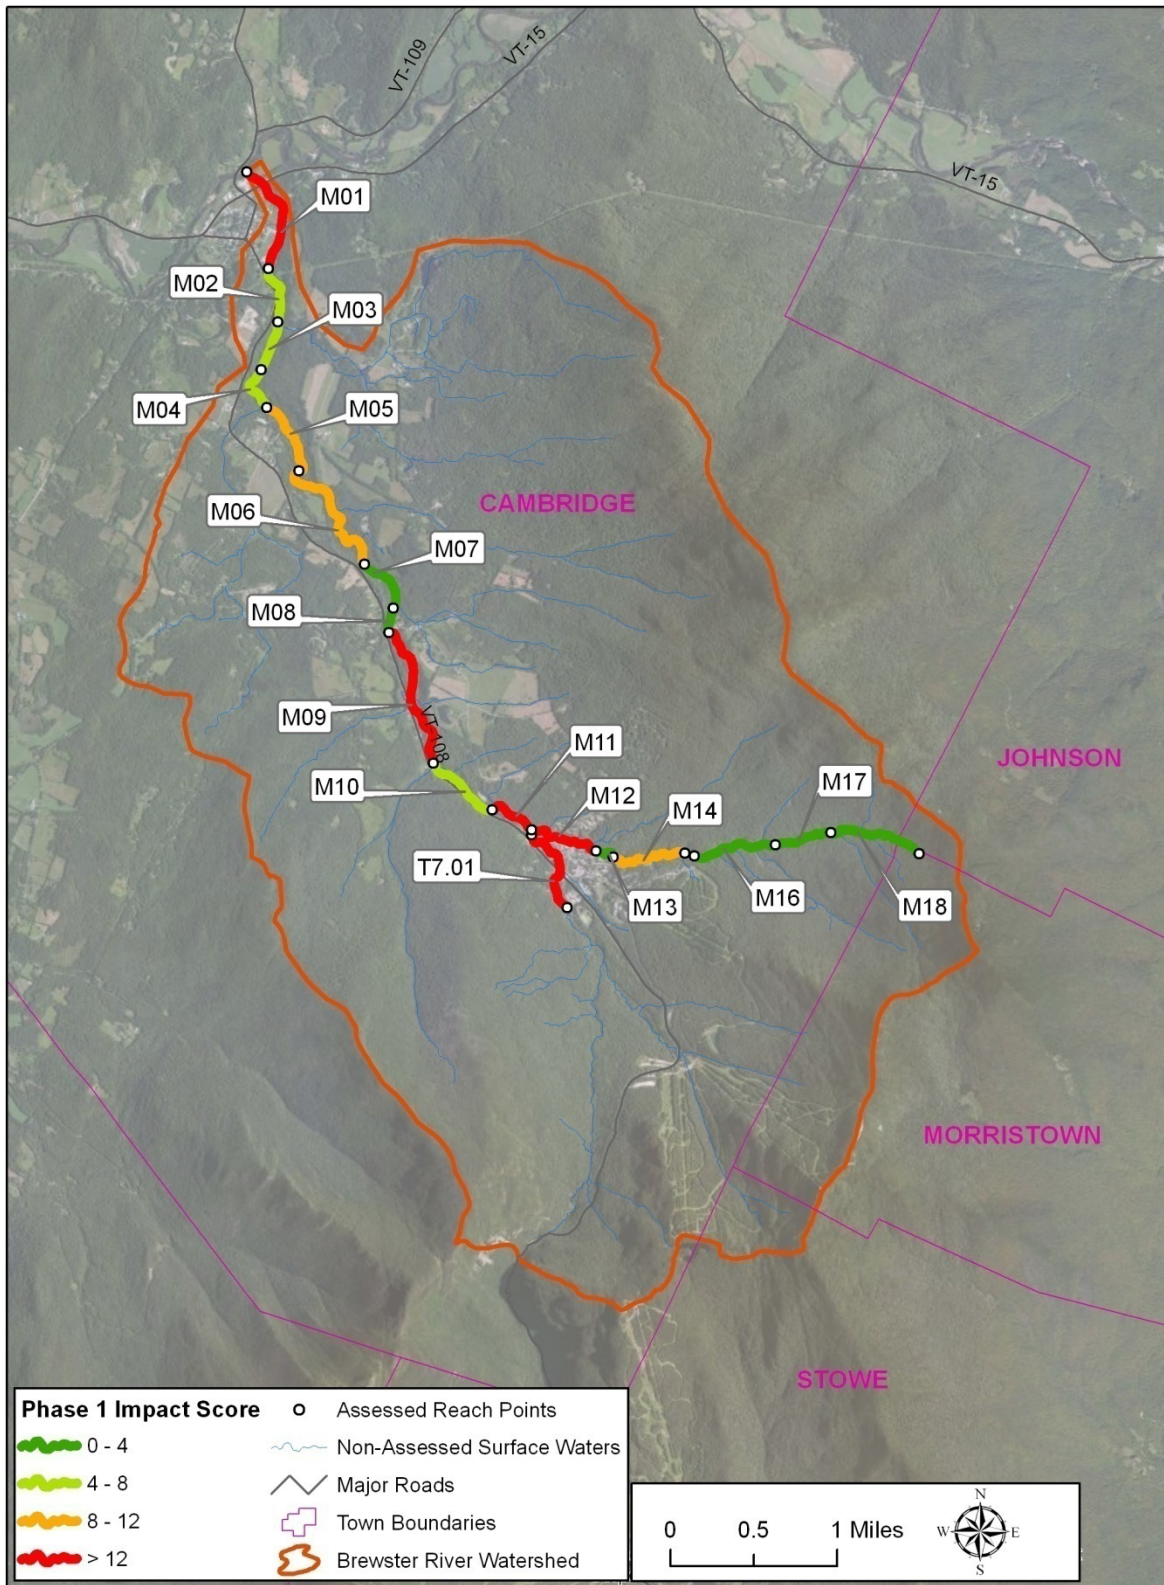 VT-109
VT-15
VT-15
M01
M02
M03
M04
M05
CAMBRIDGE
M06
M07
M08
M09
VT-108
M11
JOHNSON
M10
M12
M17
M14
T7.01
M13
M16
M18
MORRISTOWN
STOWE
Phase 1 Impact Score
0 - 4
4 - 8
8 - 12
> 12
Assessed Reach Points
Non-Assessed Surface Waters
Major Roads
Town Boundaries
Brewster River Watershed
0 0.5 1 Miles
N
W E
S